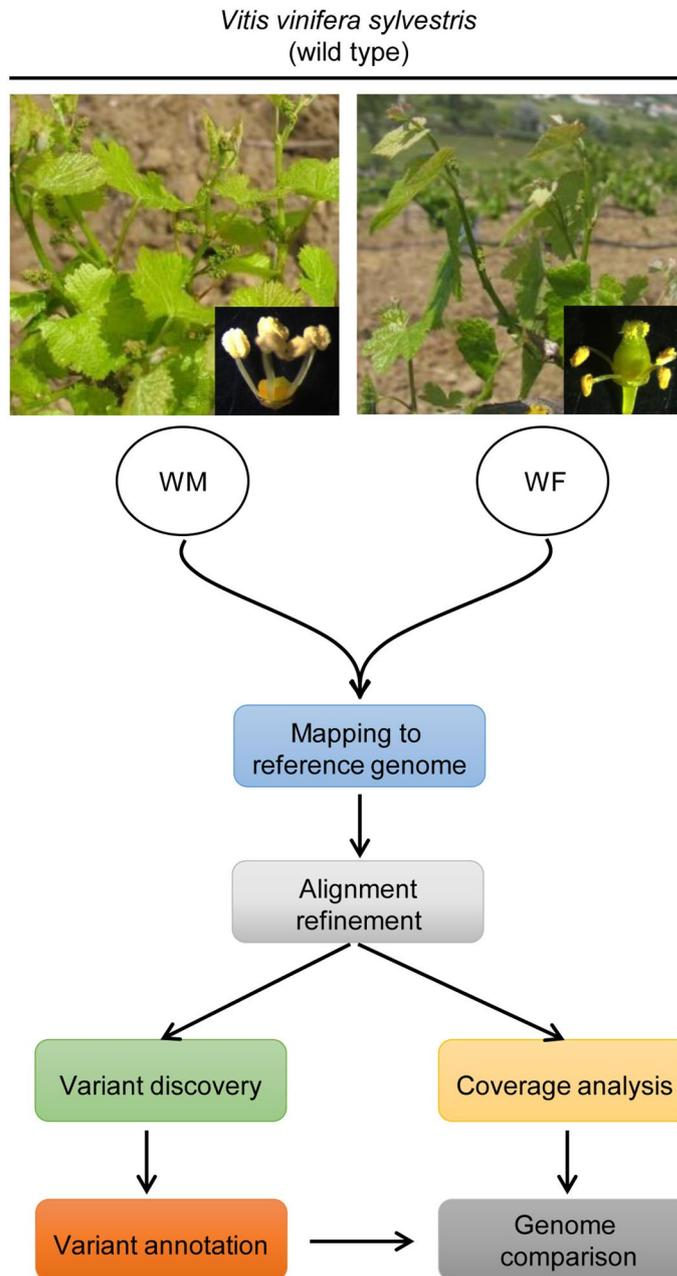 Vitis vinifera sylvestris
(wild type)
WM
WF
Mapping to
reference genome
Alignment
refinement
Variant discovery
Coverage analysis
Variant annotation
Genome
comparison